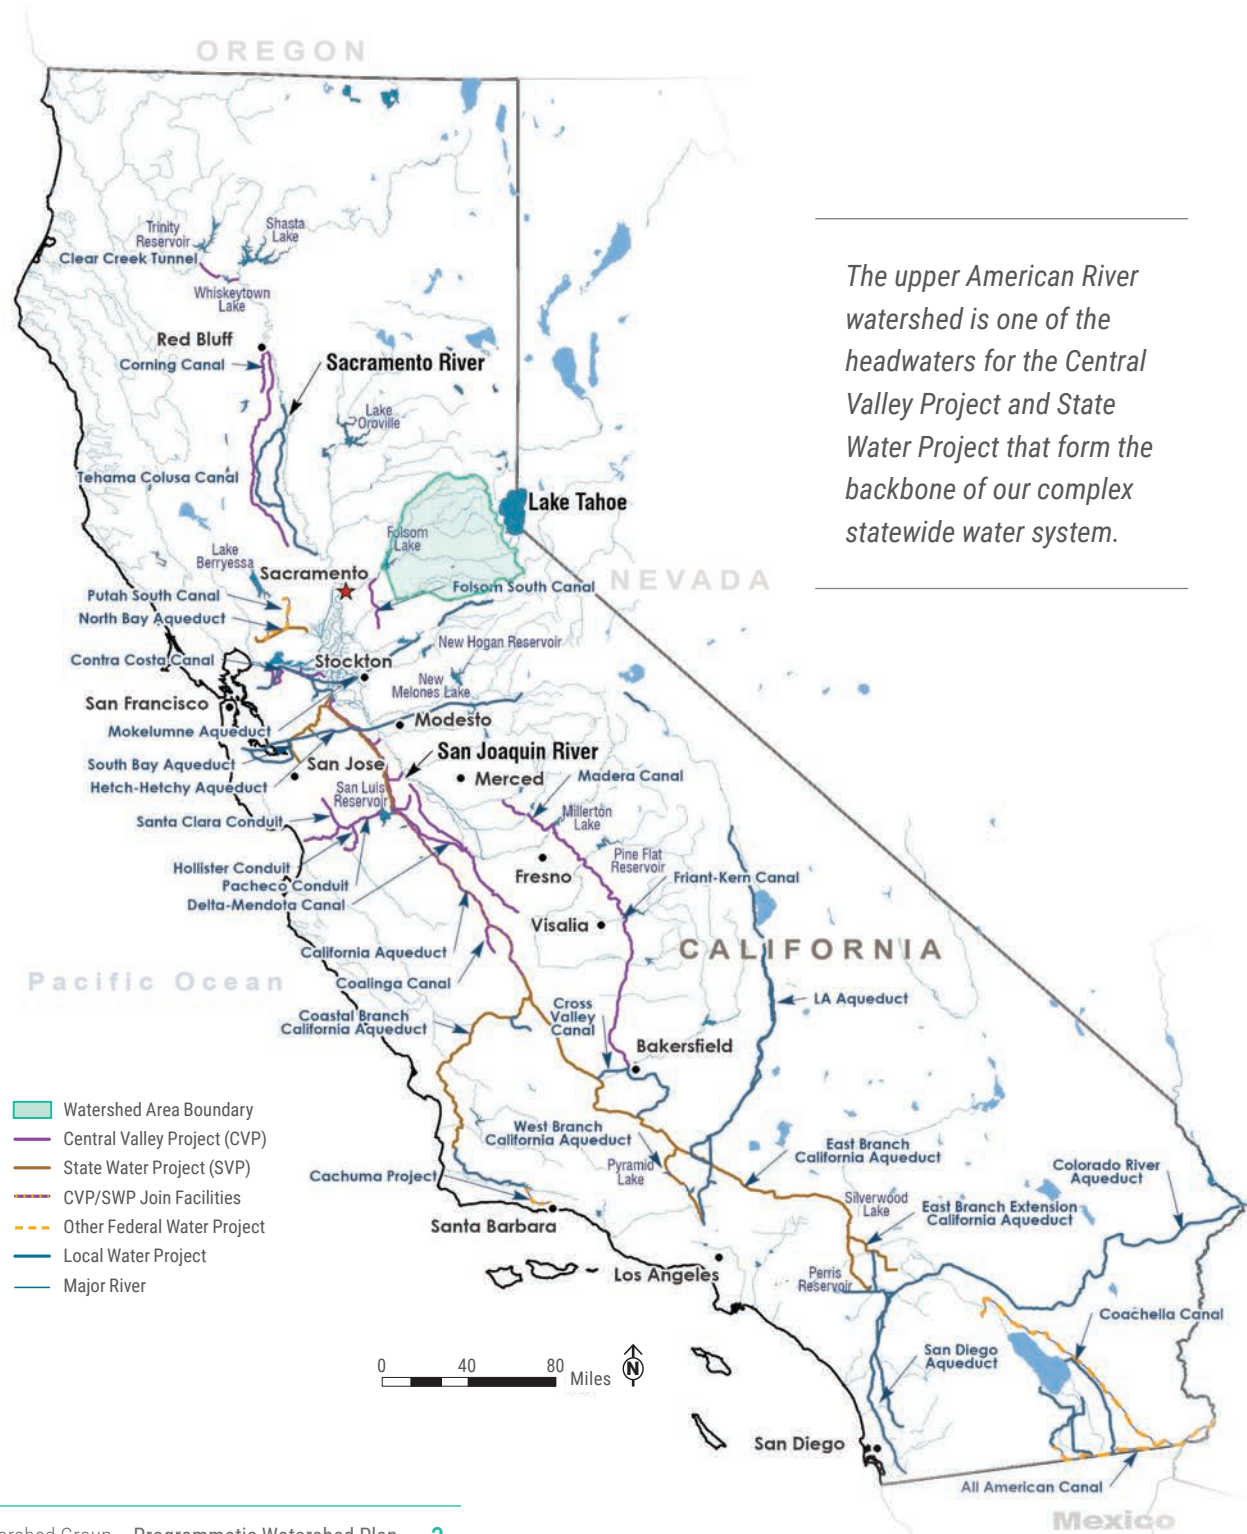 OREGON
Trinity
Reservoir
Shasta
Lake
Clear Creek Tunnel
Whiskeytown
Lake
Red Bluff
Corning Canal
Sacramento River
Lake
Oroville
Tehama Colusa Canal
Lake Tahoe
Folsom
Lake
Lake
Berryessa
Sacramento
Folsom South Canal
NEVADA
Putah South Canal
North Bay Aqueduct
New Hogan Reservoir
Contra Costa Canal
Stockton
New
Melones Lake
San Francisco
Modesto
Mokelumne Aqueduct
South Bay Aqueduct
San Jose
San Joaquin River
Merced
Madera Canal
Hetch-Hetchy Aqueduct
San Luis
Reservoir
Santa Clara Conduit
Millerton
Lake
Pine Flat
Reservoir
Hollister Conduit
Pacheco Conduit
Fresno
Friant-Kern Canal
Delta-Mendota Canal
Visalia
CALIFORNIA
California Aqueduct
Pacific Ocean
Coalinga Canal
LA Aqueduct
Cross
Valley
Canal
Coastal Branch
California Aqueduct
Bakersfield
West Branch
California Aqueduct
East Branch
California Aqueduct
Pyramid
Lake
Colorado River
Aqueduct
Cachuma Project
Silverwood
Lake
East Branch Extension
California Aqueduct
Santa Barbara
Los Angeles
Perris
Reservoir
Coachella Canal
San Diego
Aqueduct
San Diego
All American Canal
Mexico
The upper American River
watershed is one of the
headwaters for the Central
Valley Project and State
Water Project that form the
backbone of our complex
statewide water system.
Watershed Area Boundary
Central Valley Project (CVP)
State Water Project (SVP)
CVP/SWP Join Facilities
Other Federal Water Project
Local Water Project
Major River
0 40 80 Miles
N
Group Programmatic Watershed Plan 2